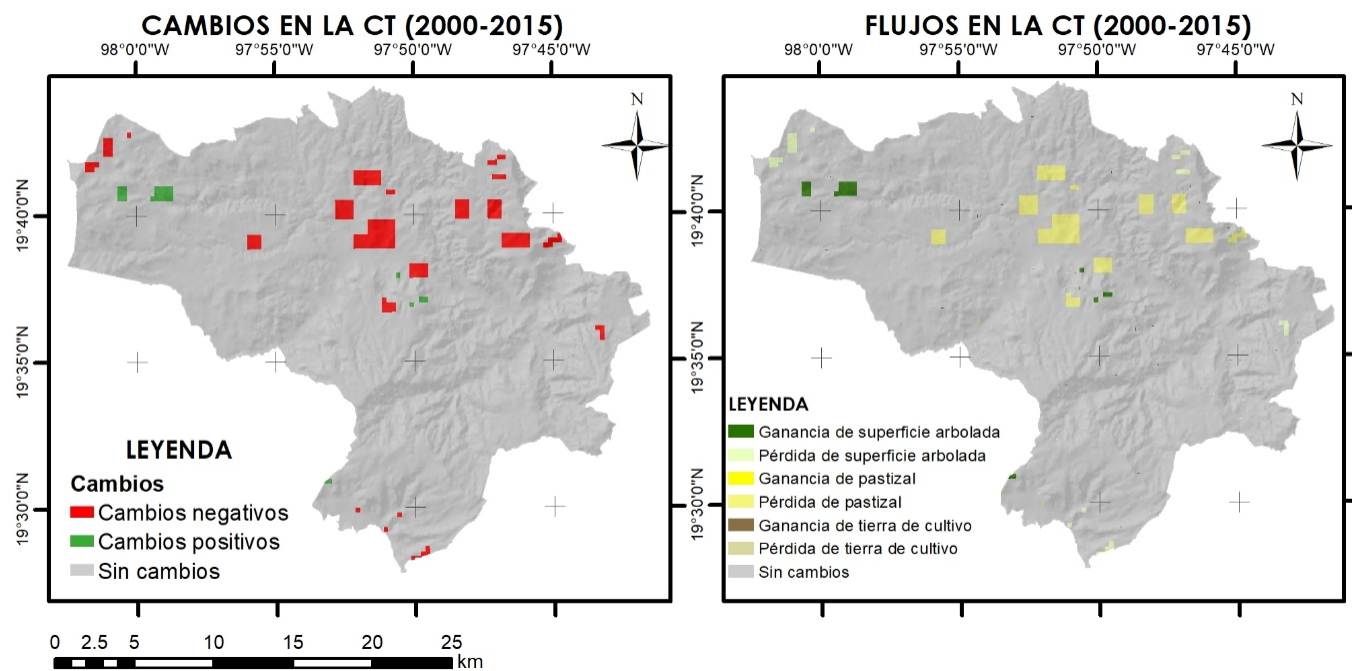 CAMBIOS EN LA CT (2000-2015)
98°0'0"W 97°55'0"W 97°50'0"W 97°45'0"W
N
19°40'0"N
19°35'0"N
19°30'0"N
LEYENDA
Cambios
Cambios negativos
Cambios positivos
Sin cambios
0 2.5 5 10 15 20 25 km
FLUJOS EN LA CT (2000-2015)
98°0'0"W 97°55'0"W 97°50'0"W 97°45'0"W
N
19°40'0"N
19°35'0"N
19°30'0"N
LEYENDA
Ganancia de superficie arbolada
Pérdida de superficie arbolada
Ganancia de pastizal
Pérdida de pastizal
Ganancia de tierra de cultivo
Pérdida de tierra de cultivo
Sin cambios